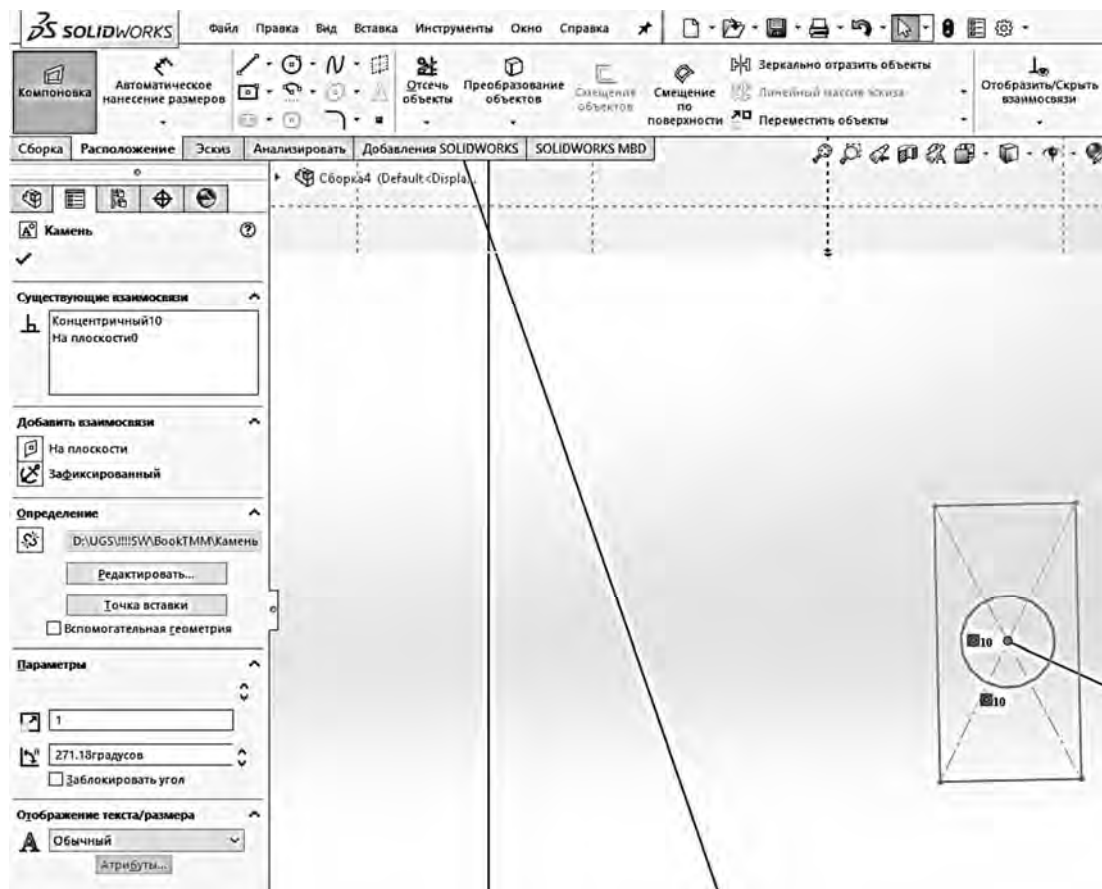 SOLIDWORKS Файл Правка Вид Вставка Инструменты Окно Справка
Компоновка
Автоматическое
нанесение размеров
Отсечь
объекты
Преобразование
объектов
Смещение
объектов
Смещение
по
поверхности
Зеркально отразить объекты
Линейный массив эскиза
Переместить объекты
Отобразить/Скрыть
взаимосвязи
Сборка Расположение Эскиз Анализировать Добавления SOLIDWORKS SOLIDWORKS MBD
Сборка4 (Default<Displa...
Камень
Существующие взаимосвязи
Концентричный10
На плоскости0
Добавить взаимосвязи
На плоскости
Зафиксированный
Определение
D:\UGS\!!!!SW\BookTMM\Камень
Редактировать...
Точка вставки
Вспомогательная геометрия
Параметры
1
271.18градусов
Заблокировать угол
Отображение текста/размера
Обычный
Атрибуты...
10
10